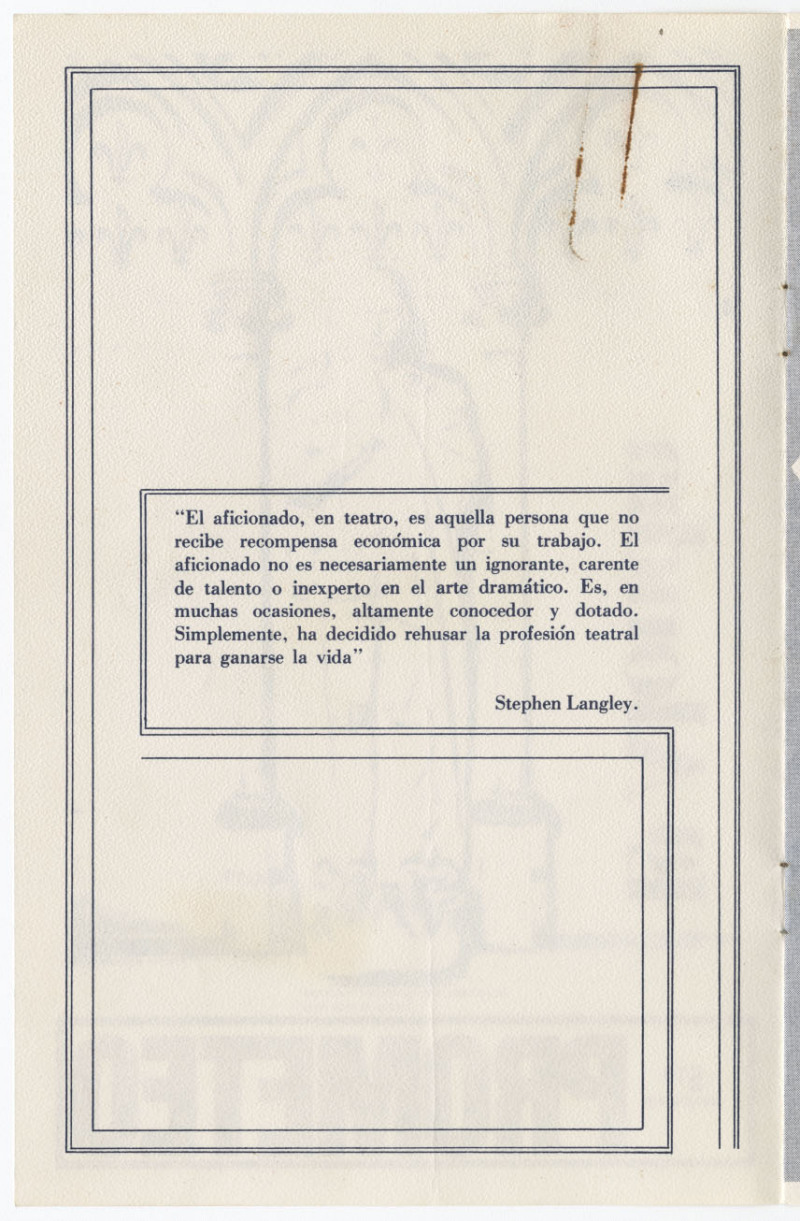 “El aficionado, en teatro, es aquella persona que no
recibe recompensa económica por su trabajo. El
aficionado no es necesariamente un ignorante, carente
de talento o inexperto en el arte dramático. Es, en
muchas ocasiones, altamente conocedor y dotado.
Simplemente, ha decidido rehusar la profesión teatral
para ganarse la vida”
Stephen Langley.